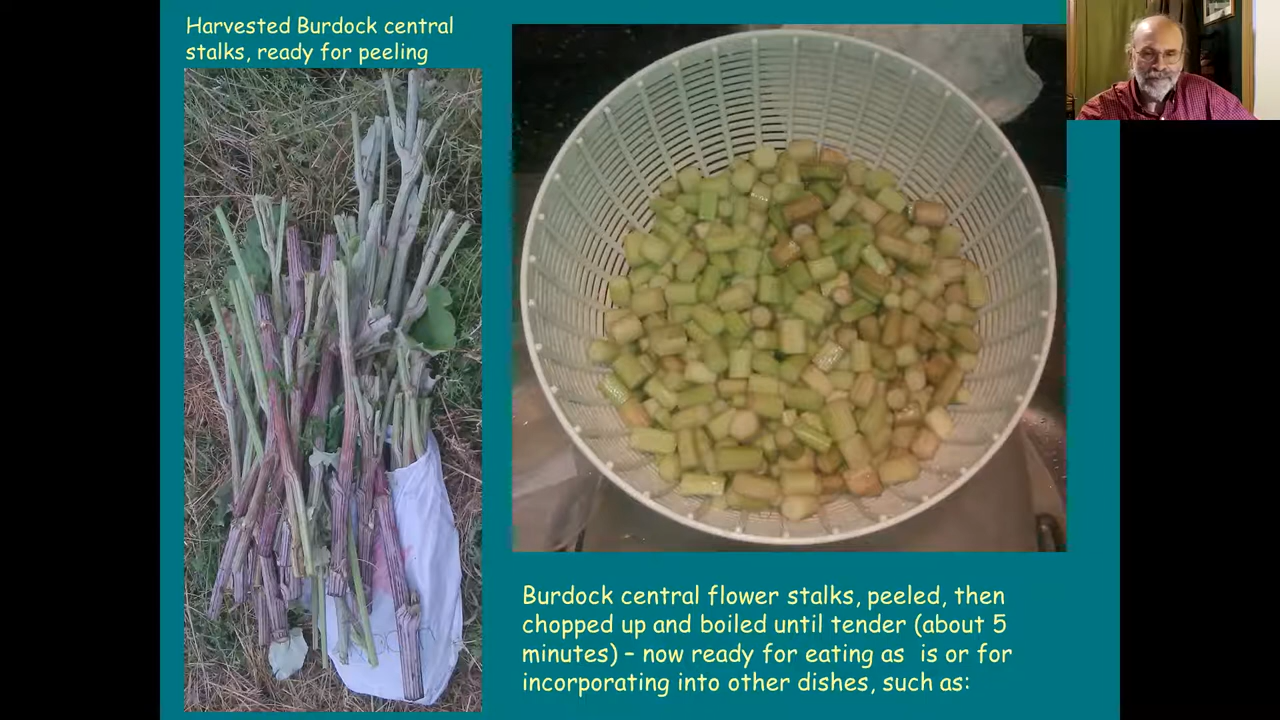 Harvested Burdock central
stalks, ready for peeling
Burdock central flower stalks, peeled, then
chopped up and boiled until tender (about 5
minutes) – now ready for eating as  is or for
incorporating into other dishes, such as: